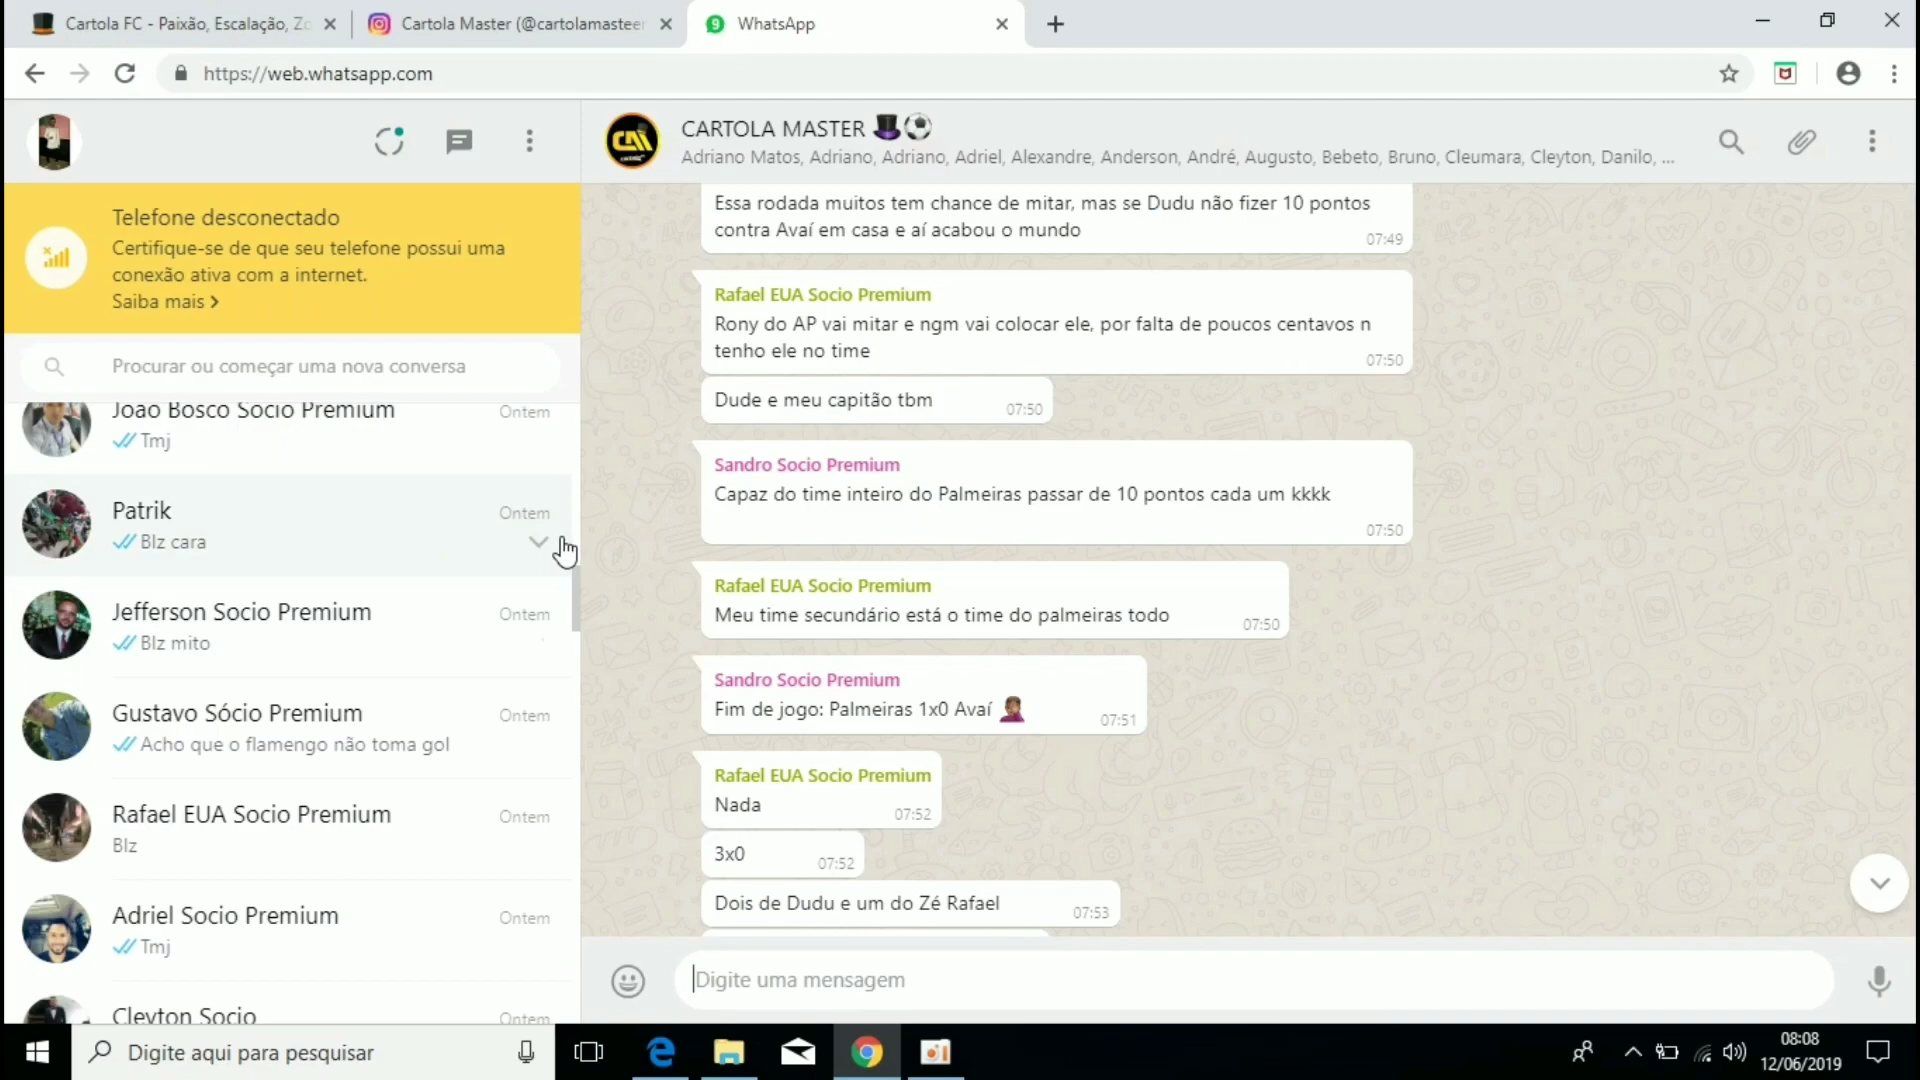 Cartola FC - Paixão, Escalação, Zo
Cartola Master (@cartolamasteer
9
WhatsApp
https://web.whatsapp.com
CARTOLA MASTER 🎩⚽
Adriano Matos, Adriano, Adriano, Adriel, Alexandre, Anderson, André, Augusto, Bebeto, Bruno, Cleumara, Cleyton, Danilo, ...
Telefone desconectado
Certifique-se de que seu telefone possui uma
conexão ativa com a internet.
Saiba mais >
Procurar ou começar uma nova conversa
João Bosco Socio Premium
Ontem
Tmj
Patrik
Ontem
Blz cara
Jefferson Socio Premium
Ontem
Blz mito
Gustavo Sócio Premium
Ontem
Acho que o flamengo não toma gol
Rafael EUA Socio Premium
Ontem
Blz
Adriel Socio Premium
Ontem
Tmj
Cleyton Socio
Ontem
Essa rodada muitos tem chance de mitar, mas se Dudu não fizer 10 pontos
contra Avaí em casa e aí acabou o mundo
07:49
Rafael EUA Socio Premium
Rony do AP vai mitar e ngm vai colocar ele, por falta de poucos centavos n
tenho ele no time
07:50
Dude e meu capitão tbm
07:50
Sandro Socio Premium
Capaz do time inteiro do Palmeiras passar de 10 pontos cada um kkkk
07:50
Rafael EUA Socio Premium
Meu time secundário está o time do palmeiras todo
07:50
Sandro Socio Premium
Fim de jogo: Palmeiras 1x0 Avaí
07:51
Rafael EUA Socio Premium
Nada
07:52
3x0
07:52
Dois de Dudu e um do Zé Rafael
07:53
Digite uma mensagem
Digite aqui para pesquisar
08:08
12/06/2019